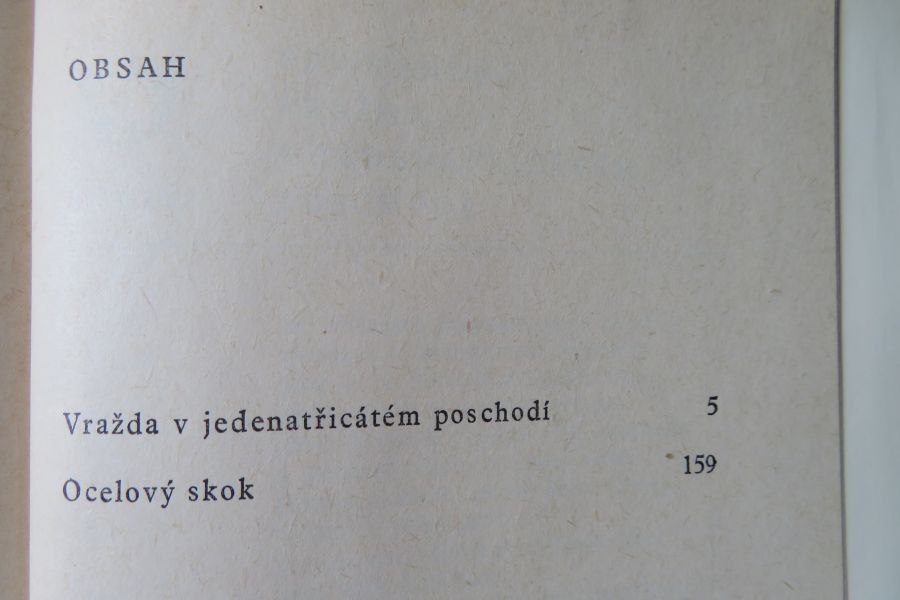 OBSAH
Vražda v jedenatřicátém poschodí 5
Ocelový skok 159